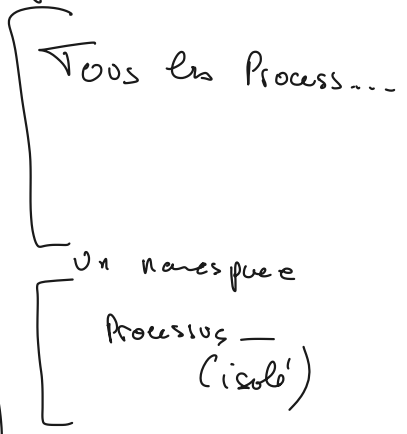 Tous les Process...
Un namespace
Processus _
(isolé)